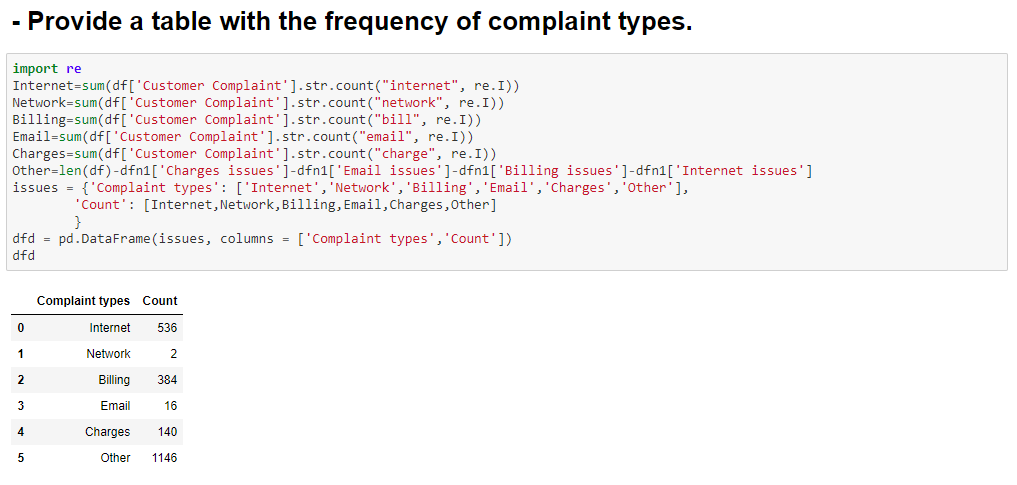 - Provide a table with the frequency of complaint types.
import re
Internet=sum(df['Customer Complaint'].str.count("internet", re.I))
Network=sum(df['Customer Complaint'].str.count("network", re.I))
Billing=sum(df['Customer Complaint'].str.count("bill", re.I))
Email=sum(df['Customer Complaint'].str.count("email", re.I))
Charges=sum(df['Customer Complaint'].str.count("charge", re.I))
Other=len(df)-dfn1['Charges issues']-dfn1['Email issues']-dfn1['Billing issues']-dfn1['Internet issues']
issues = {'Complaint types': ['Internet','Network','Billing','Email','Charges','Other'],
        'Count': [Internet,Network,Billing,Email,Charges,Other]
        }
dfd = pd.DataFrame(issues, columns = ['Complaint types','Count'])
dfd
Complaint types Count
0 Internet 536
1 Network 2
2 Billing 384
3 Email 16
4 Charges 140
5 Other 1146